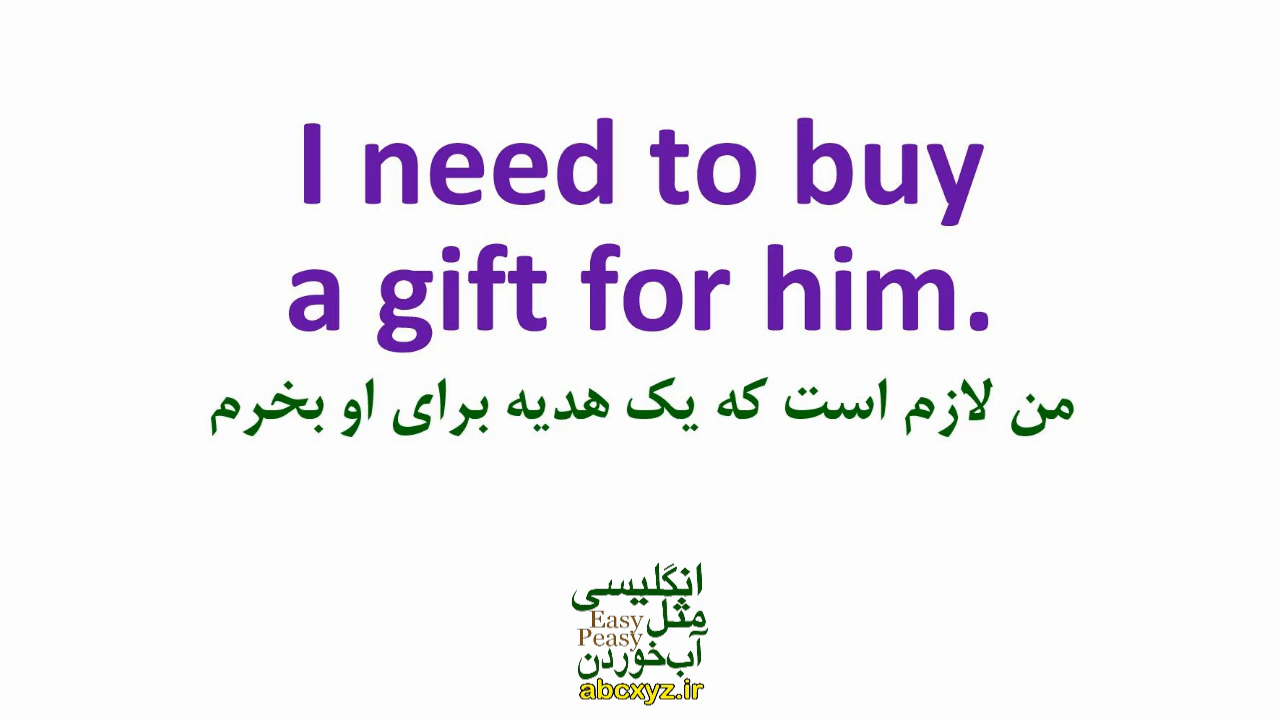 I need to buy
a gift for him.
من لازم است که یک هدیه برای او بخرم
انگلیسی
مثل
Easy
Peasy
آب‌خوردن
abcxyz.ir